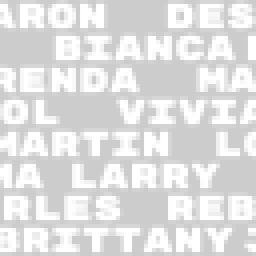 ARON DES
BIANCA
RENDA MA
OL VIVIA
MARTIN LO
MA LARRY
RLES REB
BRITTANY J